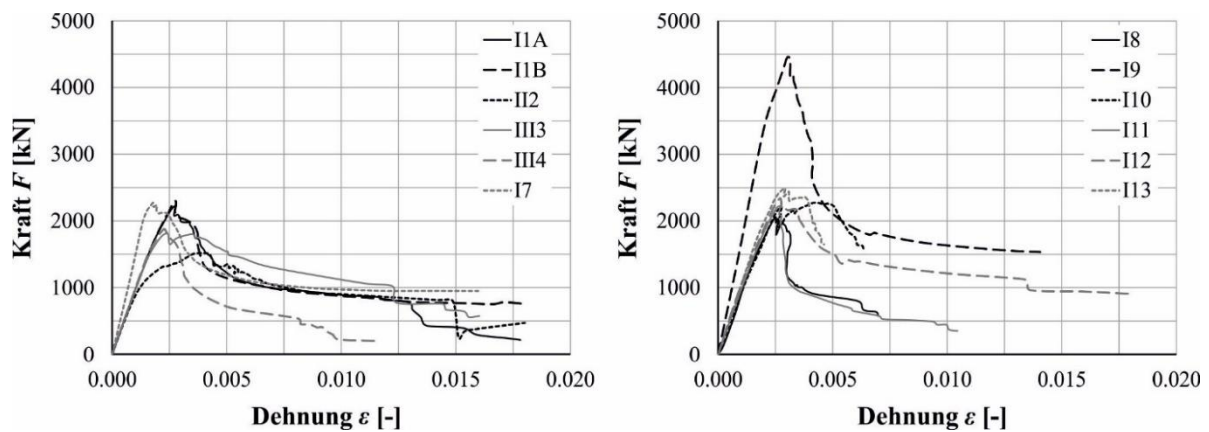 5000
4000
3000
2000
1000
0
Kraft F [kN]
I1A
I1B
II2
III3
III4
I7
0.000
0.005
0.010
0.015
0.020
Dehnung ε [-]
5000
4000
3000
2000
1000
0
Kraft F [kN]
I8
I9
I10
I11
I12
I13
0.000
0.005
0.010
0.015
0.020
Dehnung ε [-]